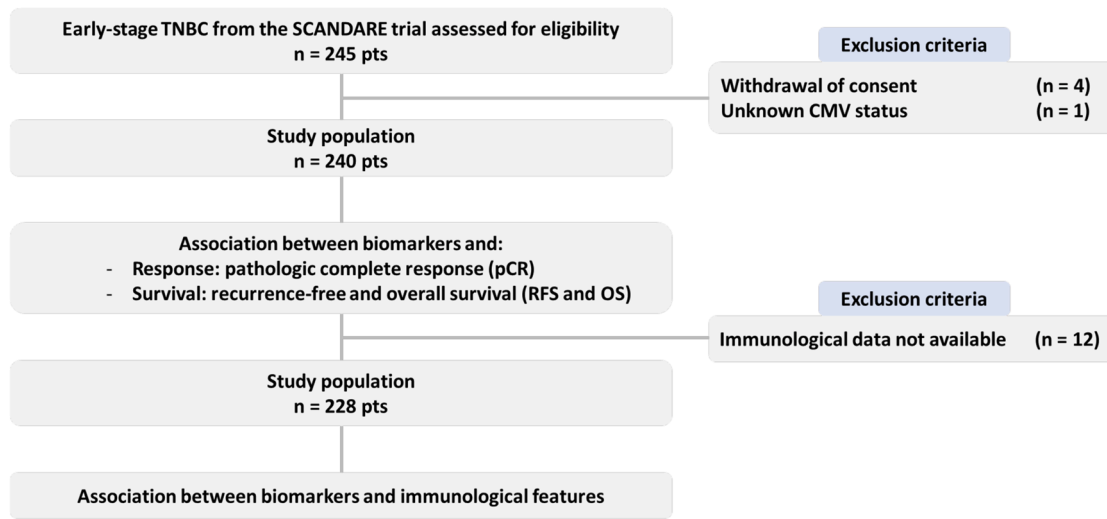 Early-stage TNBC from the SCANDARE trial assessed for eligibility
n = 245 pts
Exclusion criteria
Withdrawal of consent (n = 4)
Unknown CMV status (n = 1)
Study population
n = 240 pts
Association between biomarkers and:
- Response: pathologic complete response (pCR)
- Survival: recurrence-free and overall survival (RFS and OS)
Exclusion criteria
Immunological data not available (n = 12)
Study population
n = 228 pts
Association between biomarkers and immunological features